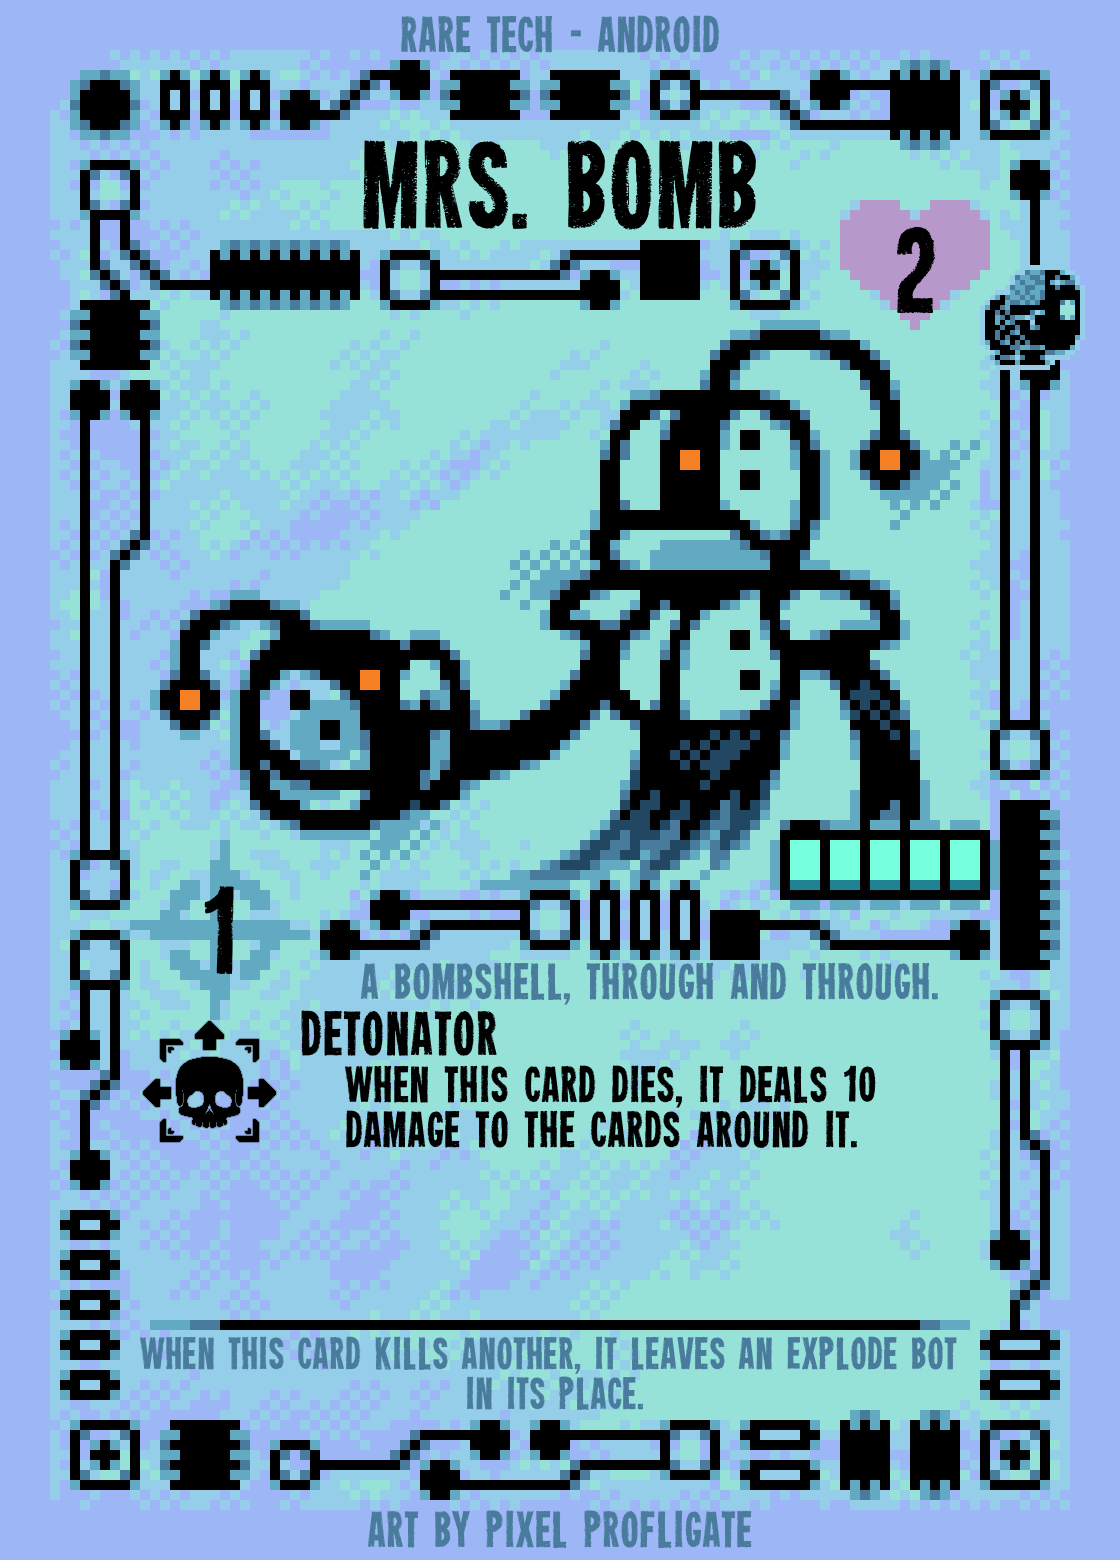 RARE TECH - ANDROID
MRS. BOMB
2
1
A BOMBSHELL, THROUGH AND THROUGH.
DETONATOR
WHEN THIS CARD DIES, IT DEALS 10
DAMAGE TO THE CARDS AROUND IT.
WHEN THIS CARD KILLS ANOTHER, IT LEAVES AN EXPLODE BOT
IN ITS PLACE.
ART BY PIXEL PROFLIGATE